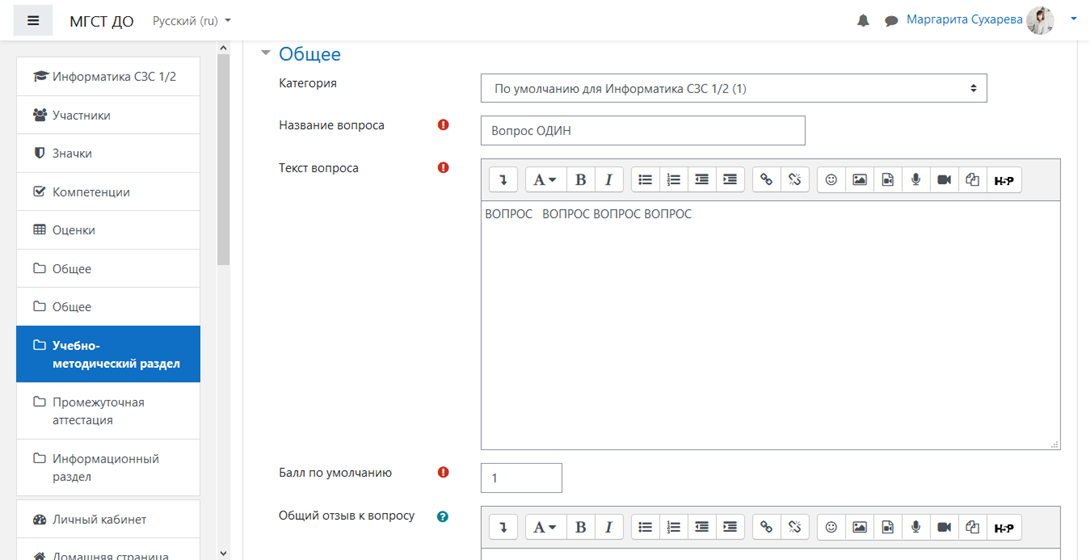 МГСТ ДО
Русский (ru)
Маргарита Сухарева
Информатика СЗС 1/2
Участники
Значки
Компетенции
Оценки
Общее
Общее
Учебно-
методический раздел
Промежуточная
аттестация
Информационный
раздел
Личный кабинет
Домашняя страница
Общее
Категория
По умолчанию для Информатика СЗС 1/2 (1)
Название вопроса
Вопрос ОДИН
Текст вопроса
A B I H-P
ВОПРОС ВОПРОС ВОПРОС ВОПРОС
Балл по умолчанию
1
Общий отзыв к вопросу
A B I H-P